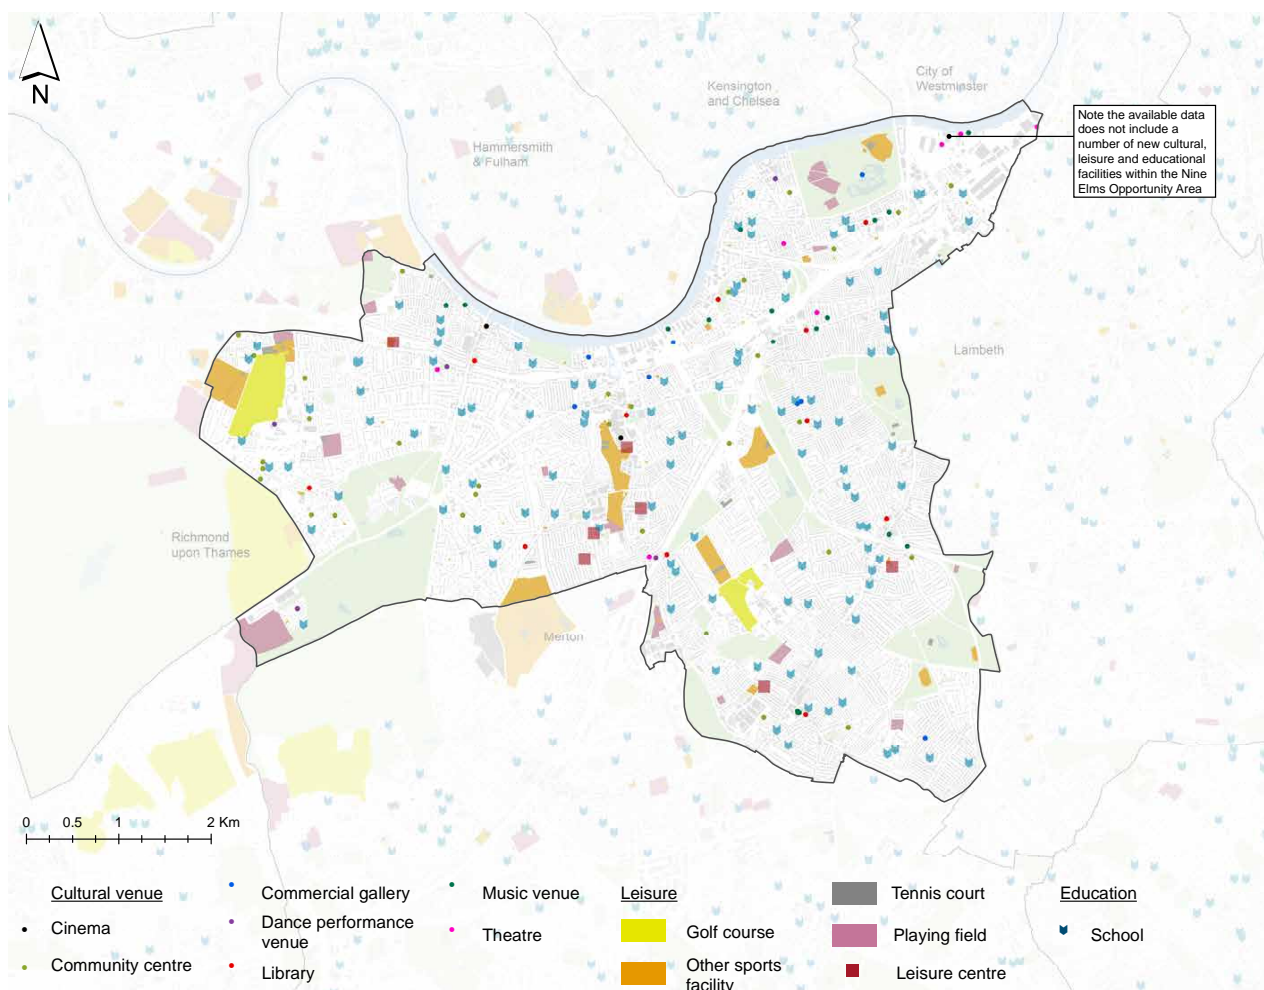 City of
Westminster
Kensington
and Chelsea
Note the available data
does not include a
number of new cultural,
leisure and educational
facilities within the Nine
Elms Opportunity Area
N
Hammersmith
& Fulham
Lambeth
Richmond
upon Thames
Merton
0 0.5 1 2 Km
Cultural venue
Cinema
Community centre
Commercial gallery
Dance performance
venue
Library
Music venue
Theatre
Leisure
Golf course
Other sports
facility
Tennis court
Playing field
Leisure centre
Education
School